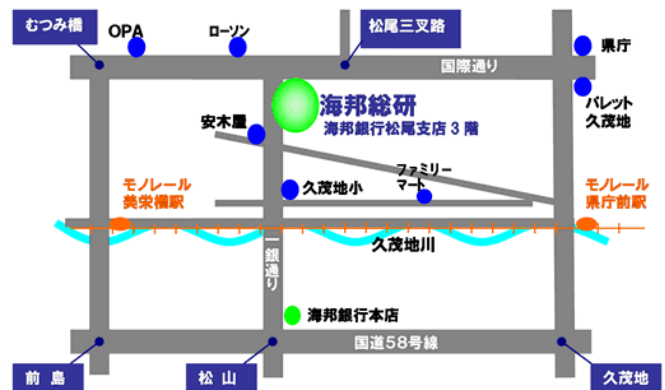 むつみ橋
OPA
ローソン
松尾三叉路
県庁
国際通り
海邦総研
海邦銀行松尾支店3階
パレット
久茂地
安木屋
ファミリー
マート
久茂地小
モノレール
美栄橋駅
モノレール
県庁前駅
久茂地川
一銀通り
海邦銀行本店
国道58号線
前島
松山
久茂地